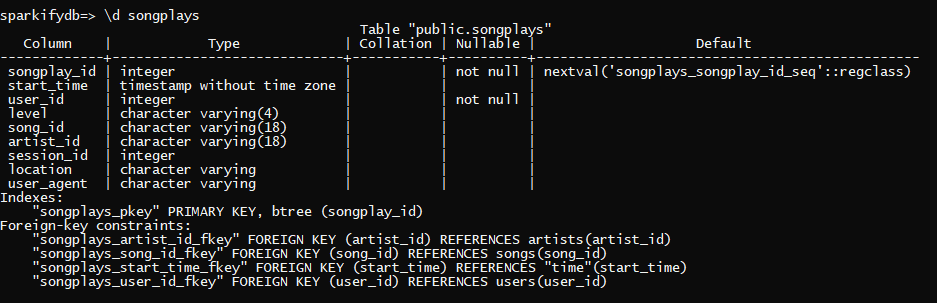 sparkifydb=> \d songplays
                                            Table "public.songplays"
   Column    |            Type             | Collation | Nullable |                    Default
-------------+-----------------------------+-----------+----------+------------------------------------------------
 songplay_id | integer                     |           | not null | nextval('songplays_songplay_id_seq'::regclass)
 start_time  | timestamp without time zone |           |          |
 user_id     | integer                     |           | not null |
 level       | character varying(4)        |           |          |
 song_id     | character varying(18)       |           |          |
 artist_id   | character varying(18)       |           |          |
 session_id  | integer                     |           |          |
 location    | character varying           |           |          |
 user_agent  | character varying           |           |          |
Indexes:
    "songplays_pkey" PRIMARY KEY, btree (songplay_id)
Foreign-key constraints:
    "songplays_artist_id_fkey" FOREIGN KEY (artist_id) REFERENCES artists(artist_id)
    "songplays_song_id_fkey" FOREIGN KEY (song_id) REFERENCES songs(song_id)
    "songplays_start_time_fkey" FOREIGN KEY (start_time) REFERENCES "time"(start_time)
    "songplays_user_id_fkey" FOREIGN KEY (user_id) REFERENCES users(user_id)